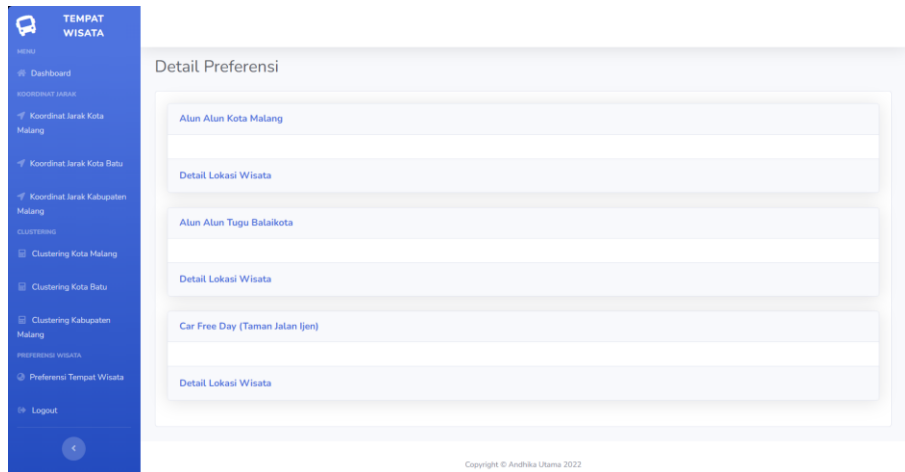 TEMPAT
WISATA
MENU
Dashboard
KOORDINAT JARAK
Koordinat Jarak Kota
Malang
Koordinat Jarak Kota Batu
Koordinat Jarak Kabupaten
Malang
CLUSTERING
Clustering Kota Malang
Clustering Kota Batu
Clustering Kabupaten
Malang
PREFERENSI WISATA
Preferensi Tempat Wisata
Logout
Detail Preferensi
Alun Alun Kota Malang
Detail Lokasi Wisata
Alun Alun Tugu Balaikota
Detail Lokasi Wisata
Car Free Day (Taman Jalan Ijen)
Detail Lokasi Wisata
Copyright © Andhika Utama 2022